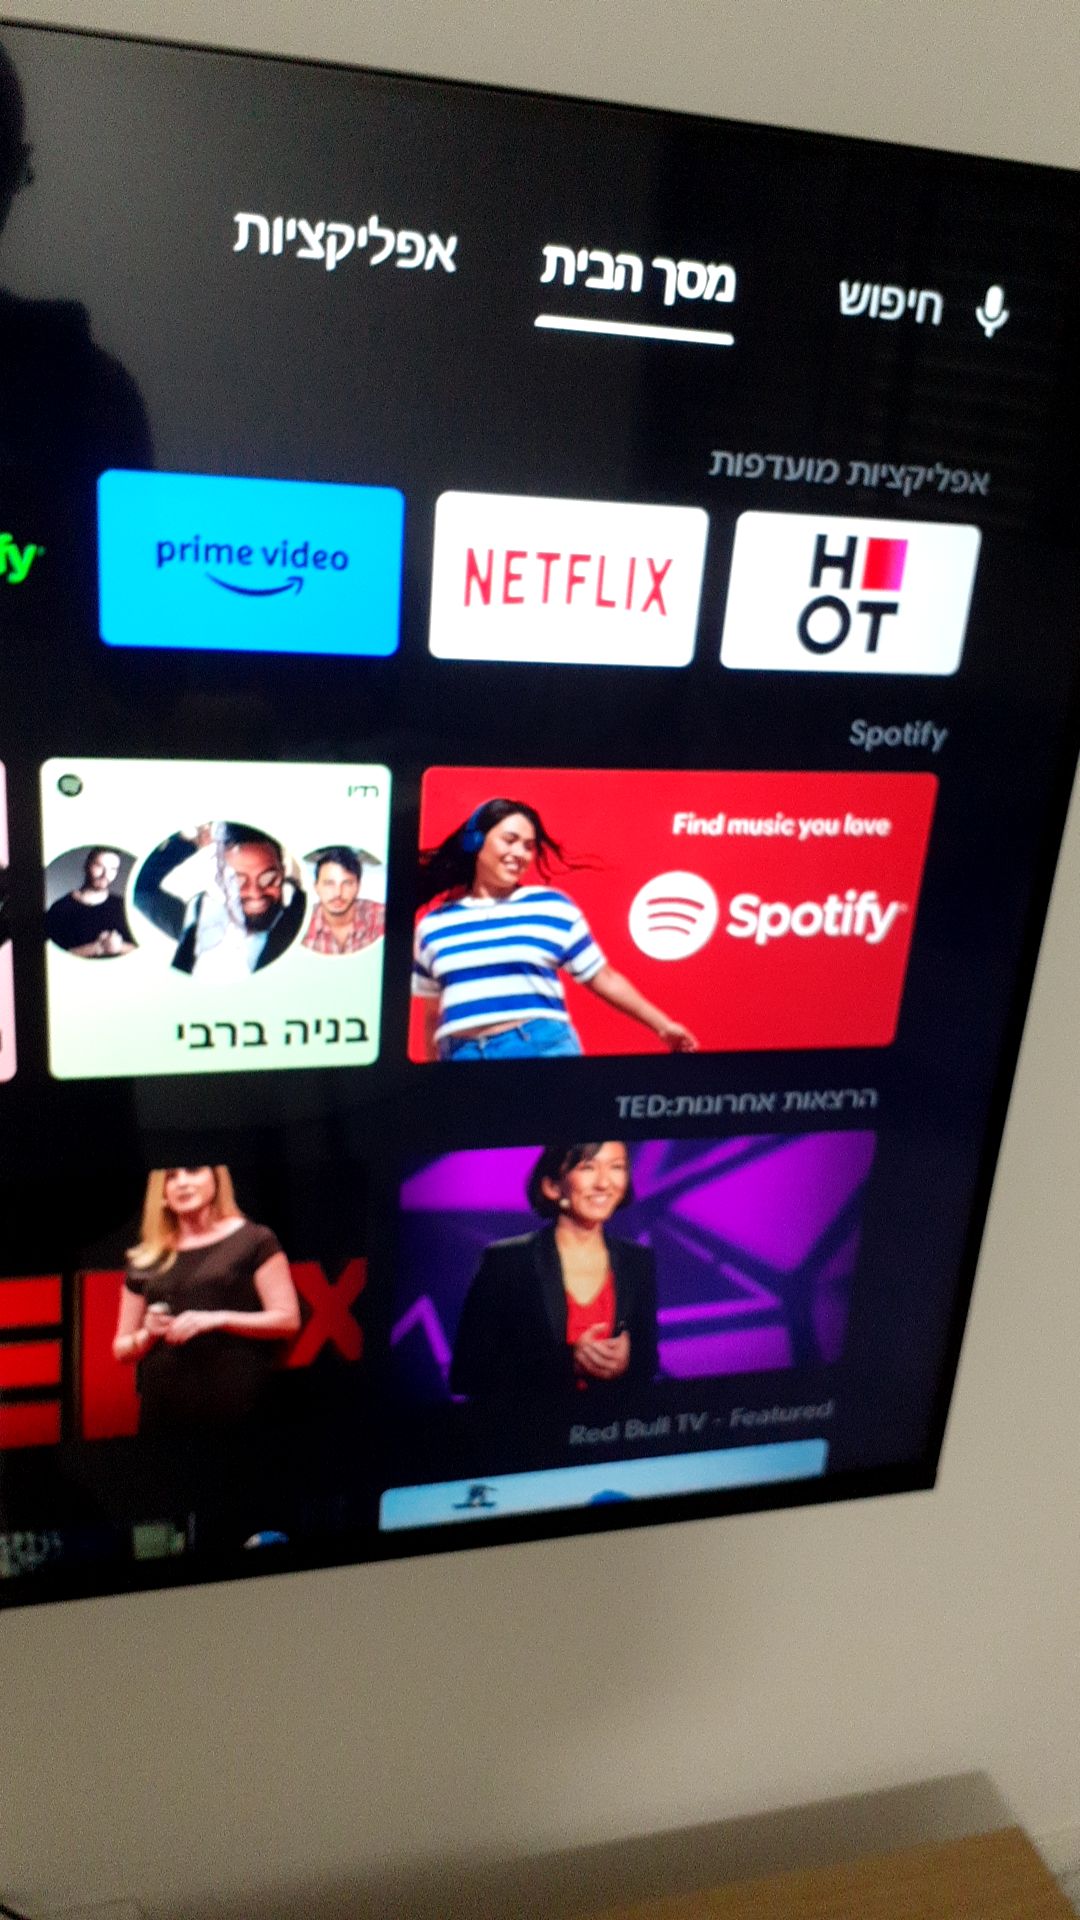 חיפוש
מסך הבית
אפליקציות
אפליקציות מועדפות
HOT
NETFLIX
prime video
fy
Spotify
Find music you love
Spotify
רדיו
בניה ברבי
הרצאות אחרונות:TED
X
Red Bull TV - Featured